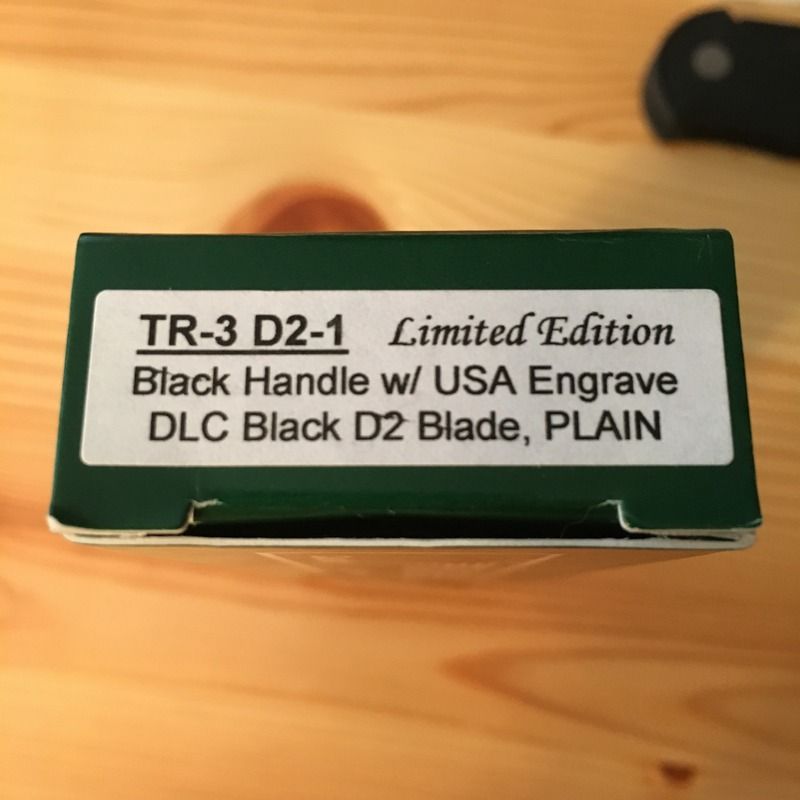 TR-3 D2-1 Limited Edition
Black Handle w/ USA Engrave
DLC Black D2 Blade, PLAIN